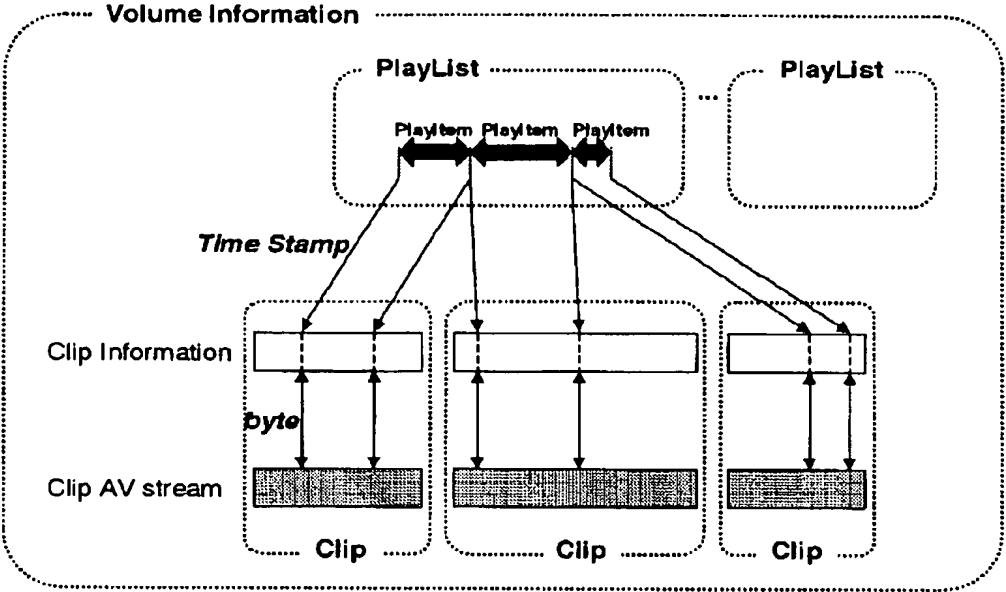 Volume Information
PlayList
PlayList
...
PlayItem PlayItem PlayItem
Time Stamp
Clip Information
byte
Clip AV stream
Clip
Clip
Clip